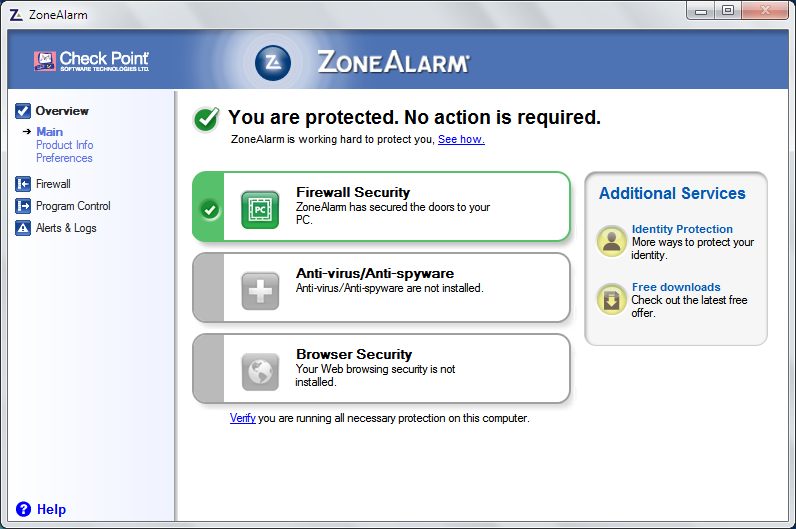 ZoneAlarm
Check Point
SOFTWARE TECHNOLOGIES LTD.
ZONEALARM®
Overview
Main
Product Info
Preferences
Firewall
Program Control
Alerts & Logs
Help
You are protected. No action is required.
ZoneAlarm is working hard to protect you, See how.
Firewall Security
ZoneAlarm has secured the doors to your
PC.
PC
Anti-virus/Anti-spyware
Anti-virus/Anti-spyware are not installed.
Browser Security
Your Web browsing security is not
installed.
Verify you are running all necessary protection on this computer.
Additional Services
Identity Protection
More ways to protect your
identity.
Free downloads
Check out the latest free
offer.